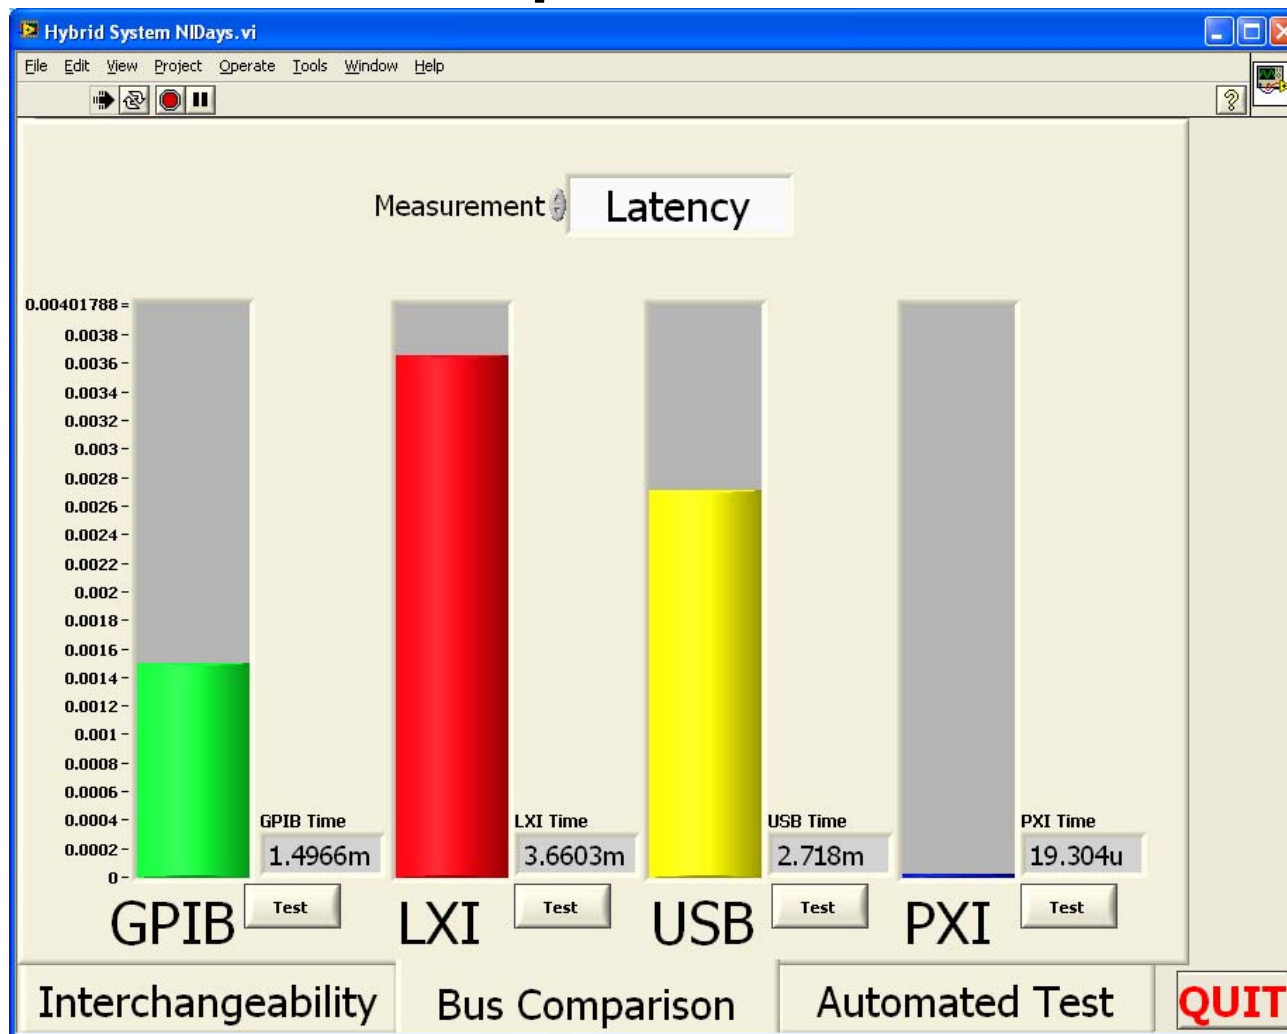 Hybrid System NIDays.vi
File Edit View Project Operate Tools Window Help
Measurement Latency
0.00401788
0.0038
0.0036
0.0034
0.0032
0.003
0.0028
0.0026
0.0024
0.0022
0.002
0.0018
0.0016
0.0014
0.0012
0.001
0.0008
0.0006
0.0004
0.0002
0
GPIB Time LXI Time USB Time PXI Time
1.4966m 3.6603m 2.718m 19.304u
Test Test Test Test
GPIB LXI USB PXI
Interchangeability Bus Comparison Automated Test QUIT